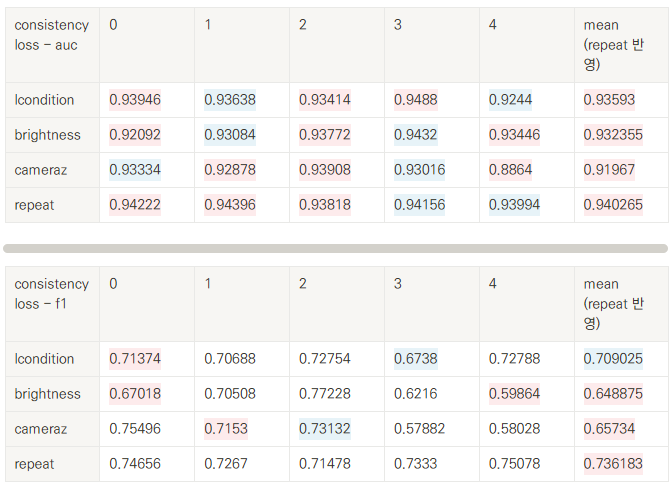 consistency loss - auc 0 1 2 3 4 mean (repeat 반영)
lcondition 0.93946 0.93638 0.93414 0.9488 0.9244 0.93593
brightness 0.92092 0.93084 0.93772 0.9432 0.93446 0.932355
cameraz 0.93334 0.92878 0.93908 0.93016 0.8864 0.91967
repeat 0.94222 0.94396 0.93818 0.94156 0.93994 0.940265
consistency loss - f1 0 1 2 3 4 mean (repeat 반영)
lcondition 0.71374 0.70688 0.72754 0.6738 0.72788 0.709025
brightness 0.67018 0.70508 0.77228 0.6216 0.59864 0.648875
cameraz 0.75496 0.7153 0.73132 0.57882 0.58028 0.65734
repeat 0.74656 0.7267 0.71478 0.7333 0.75078 0.736183